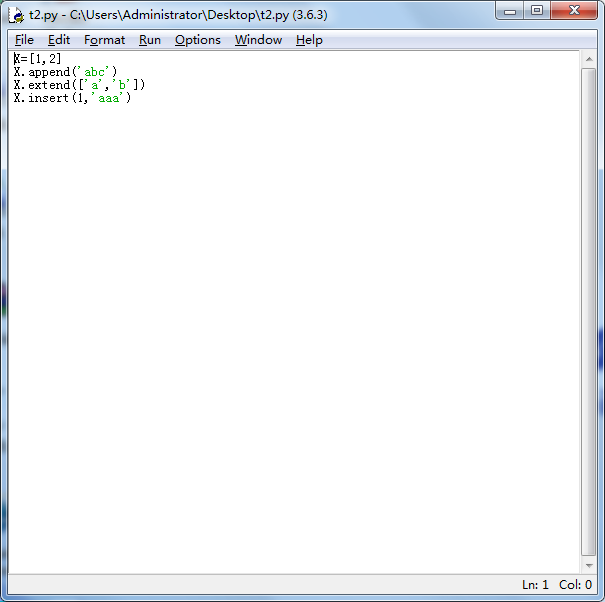 t2.py - C:\Users\Administrator\Desktop\t2.py (3.6.3)
File Edit Format Run Options Window Help
X=[1,2]
X.append('abc')
X.extend(['a','b'])
X.insert(1,'aaa')
Ln: 1 Col: 0